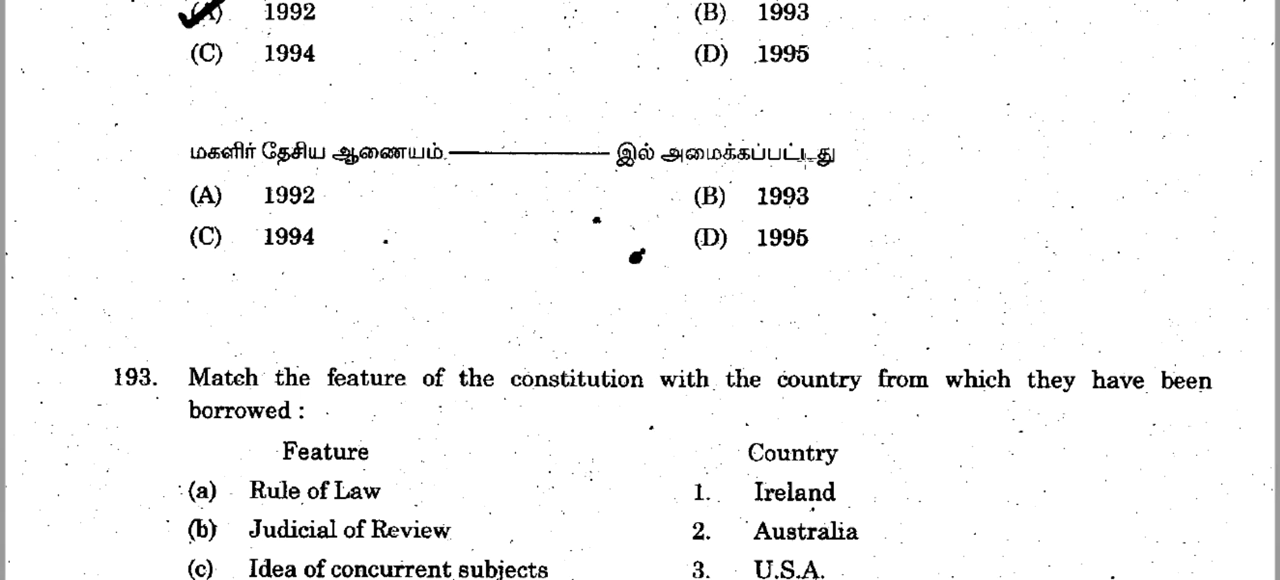 (A) 1992 (B) 1993
(C) 1994 (D) 1995
மகளிர் தேசிய ஆணையம் ———— இல் அமைக்கப்பட்டது
(A) 1992 (B) 1993
(C) 1994 (D) 1995
193. Match the feature of the constitution with the country from which they have been
borrowed :
Feature Country
(a) Rule of Law 1. Ireland
(b) Judicial of Review 2. Australia
(c) Idea of concurrent subjects 3. U.S.A.